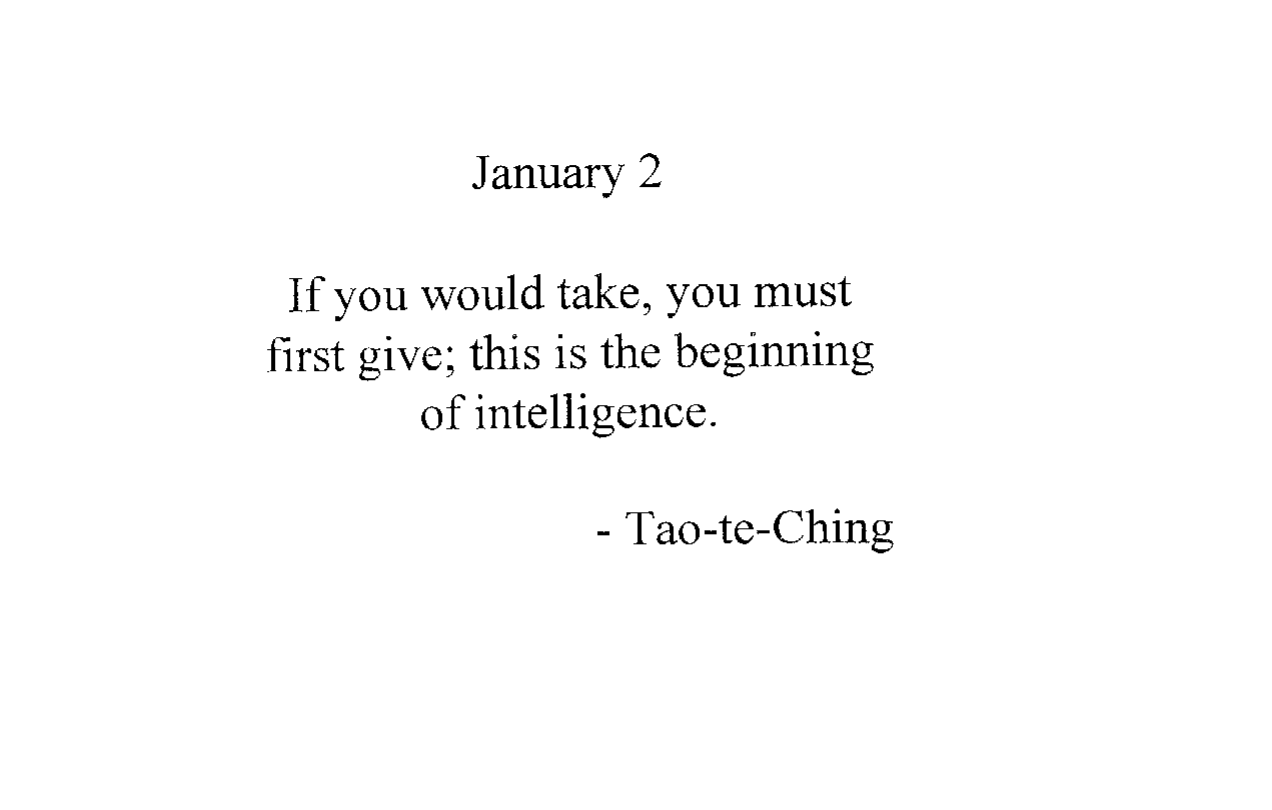 January 2
If you would take, you must
first give; this is the beginning
of intelligence.
- Tao-te-Ching